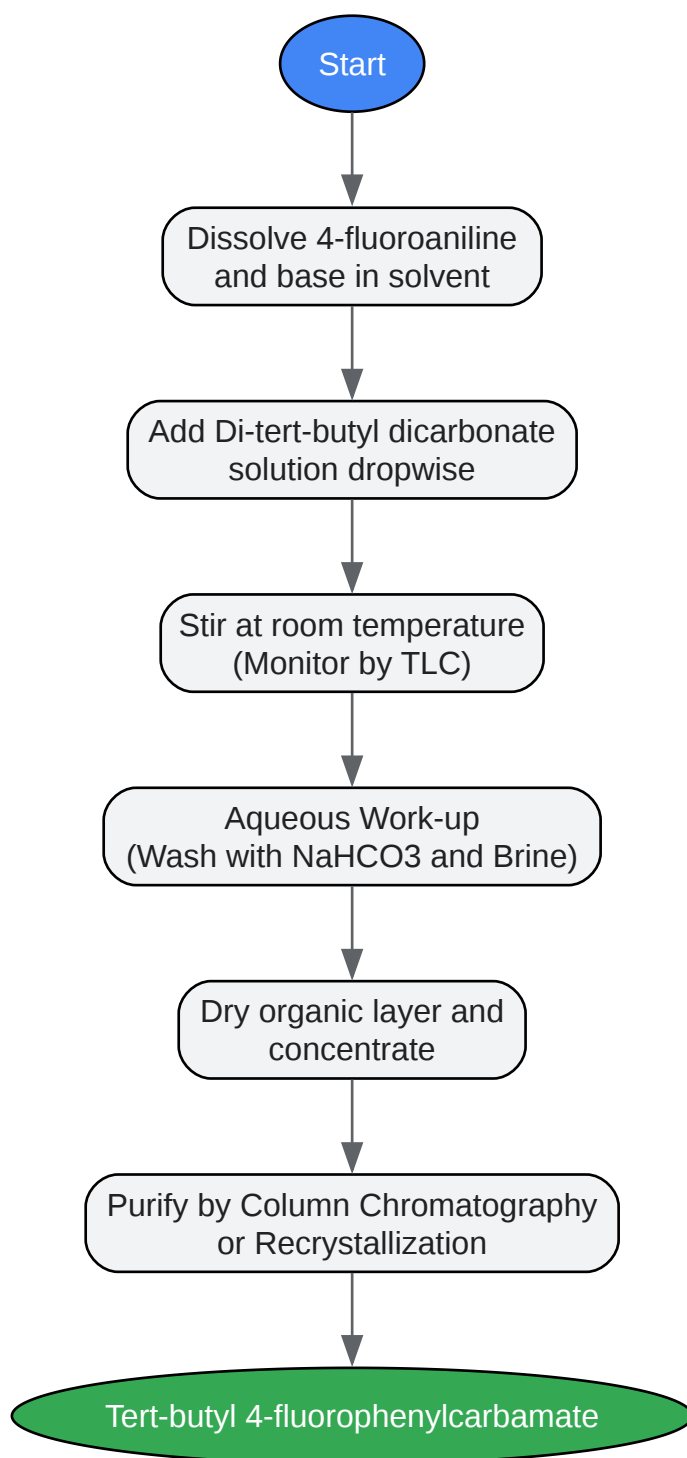 Start
Dissolve 4-fluoroaniline
and base in solvent
Add Di-tert-butyl dicarbonate
solution dropwise
Stir at room temperature
(Monitor by TLC)
Aqueous Work-up
(Wash with NaHCO3 and Brine)
Dry organic layer and
concentrate
Purify by Column Chromatography
or Recrystallization
Tert-butyl 4-fluorophenylcarbamate